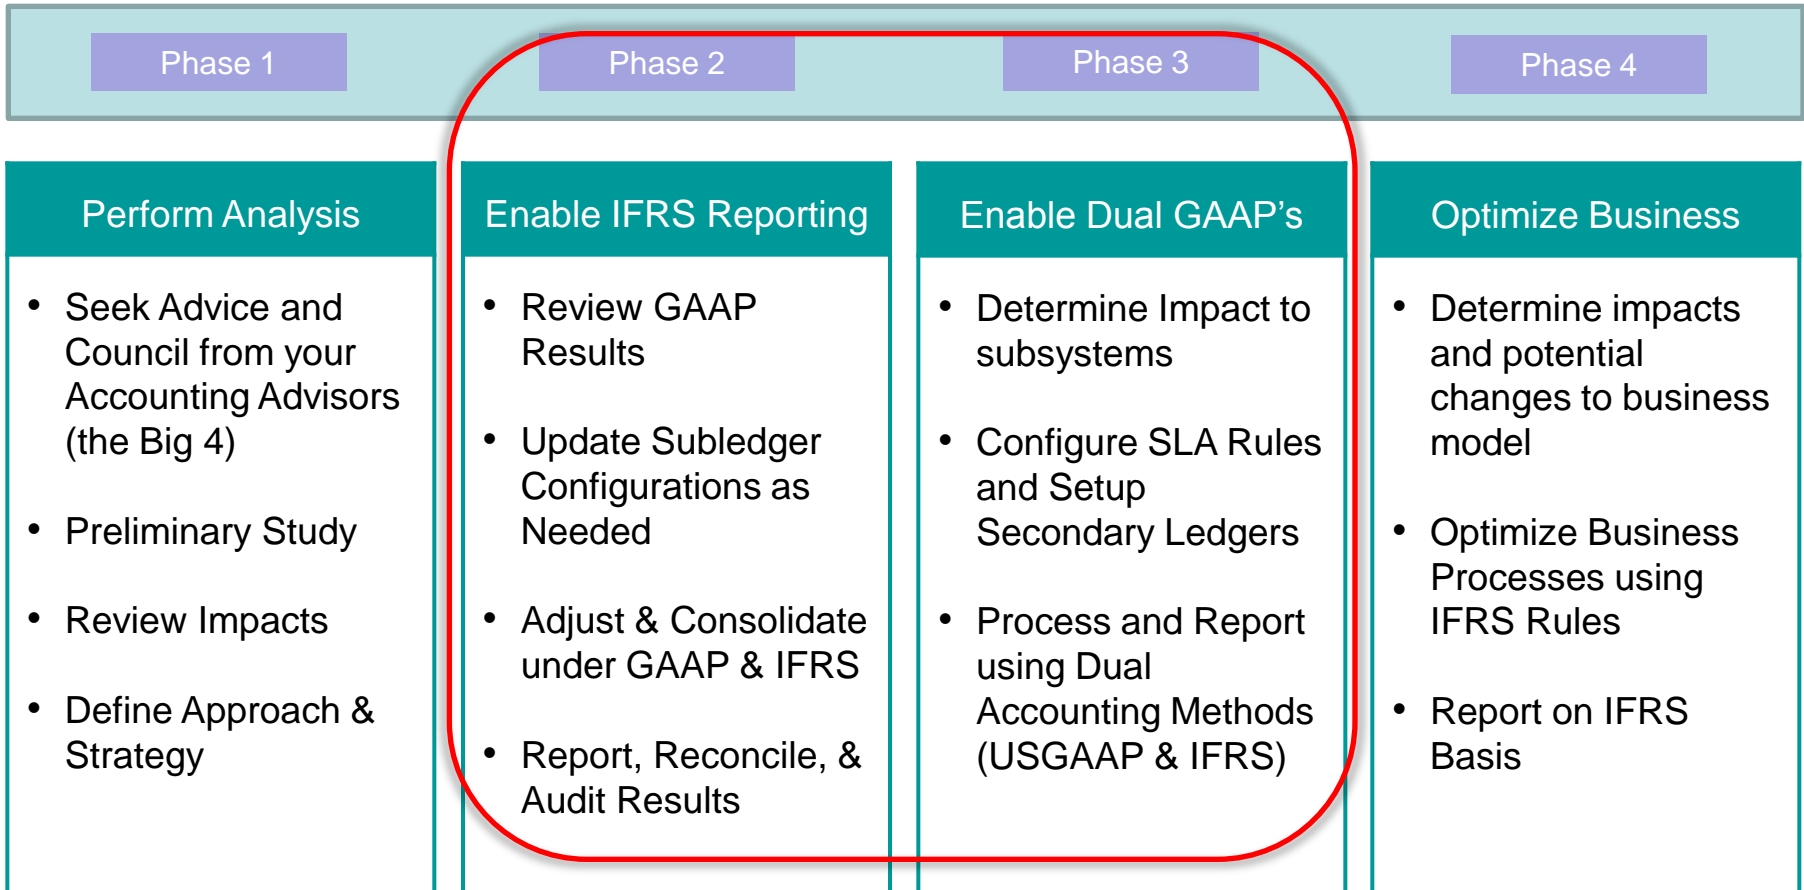 Phase 1
Phase 2
Phase 3
Phase 4
Perform Analysis
• Seek Advice and
Council from your
Accounting Advisors
(the Big 4)
• Preliminary Study
• Review Impacts
• Define Approach &
Strategy
Enable IFRS Reporting
• Review GAAP
Results
• Update Subledger
Configurations as
Needed
• Adjust & Consolidate
under GAAP & IFRS
• Report, Reconcile, &
Audit Results
Enable Dual GAAP’s
• Determine Impact to
subsystems
• Configure SLA Rules
and Setup
Secondary Ledgers
• Process and Report
using Dual
Accounting Methods
(USGAAP & IFRS)
Optimize Business
• Determine impacts
and potential
changes to business
model
• Optimize Business
Processes using
IFRS Rules
• Report on IFRS
Basis